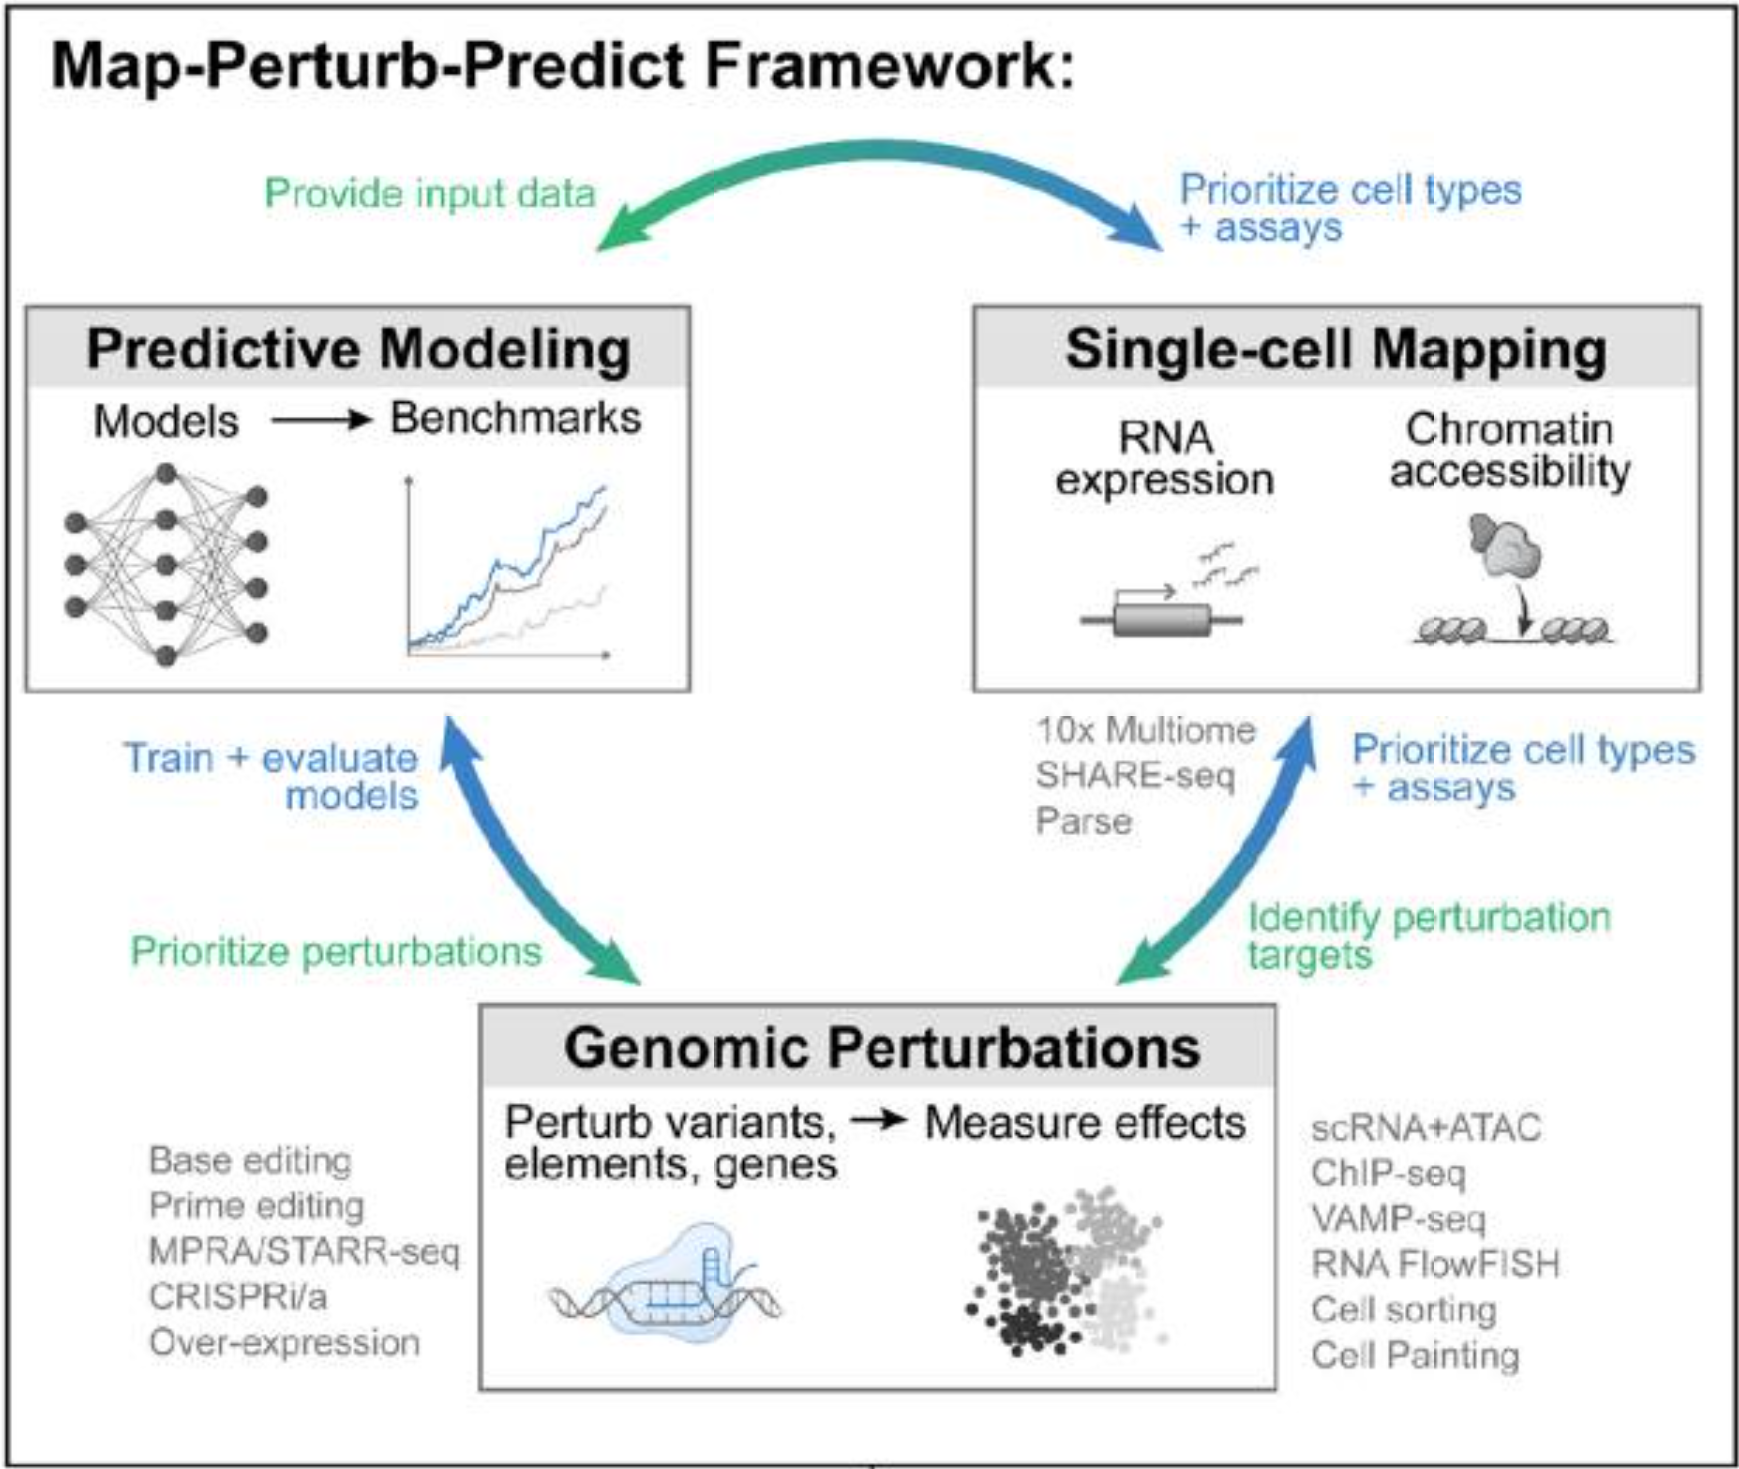 Map-Perturb-Predict Framework:
Provide input data
Prioritize cell types
+ assays
Predictive Modeling
Models
Benchmarks
Single-cell Mapping
RNA
expression
Chromatin
accessibility
Train + evaluate
models
10x Multiome
SHARE-seq
Parse
Prioritize cell types
+ assays
Prioritize perturbations
Identify perturbation
targets
Genomic Perturbations
Perturb variants,
elements, genes
Measure effects
Base editing
Prime editing
MPRA/STARR-seq
CRISPRi/a
Over-expression
scRNA+ATAC
ChIP-seq
VAMP-seq
RNA FlowFISH
Cell sorting
Cell Painting